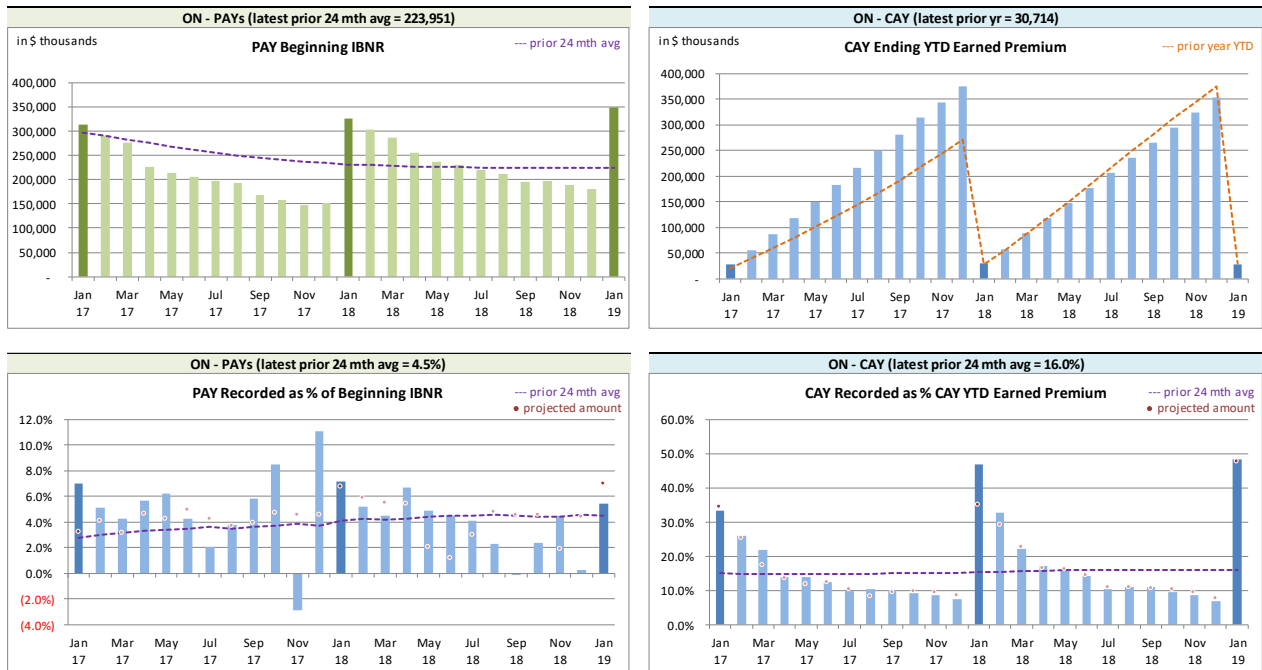 ON - PAYs (latest prior 24 mth avg = 223,951)
in $ thousands
PAY Beginning IBNR
--- prior 24 mth avg
400,000
350,000
300,000
250,000
200,000
150,000
100,000
50,000
-
Jan Mar May Jul Sep Nov Jan Mar May Jul Sep Nov Jan
17 17 17 17 17 17 18 18 18 18 18 18 19
ON - CAY (latest prior yr = 30,714)
in $ thousands
CAY Ending YTD Earned Premium
--- prior year YTD
400,000
350,000
300,000
250,000
200,000
150,000
100,000
50,000
-
Jan Mar May Jul Sep Nov Jan Mar May Jul Sep Nov Jan
17 17 17 17 17 17 18 18 18 18 18 18 19
ON - PAYs (latest prior 24 mth avg = 4.5%)
PAY Recorded as % of Beginning IBNR
--- prior 24 mth avg
• projected amount
12.0%
10.0%
8.0%
6.0%
4.0%
2.0%
0.0%
(2.0%)
(4.0%)
Jan Mar May Jul Sep Nov Jan Mar May Jul Sep Nov Jan
17 17 17 17 17 17 18 18 18 18 18 18 19
ON - CAY (latest prior 24 mth avg = 16.0%)
CAY Recorded as % CAY YTD Earned Premium
--- prior 24 mth avg
• projected amount
60.0%
50.0%
40.0%
30.0%
20.0%
10.0%
0.0%
Jan Mar May Jul Sep Nov Jan Mar May Jul Sep Nov Jan
17 17 17 17 17 17 18 18 18 18 18 18 19